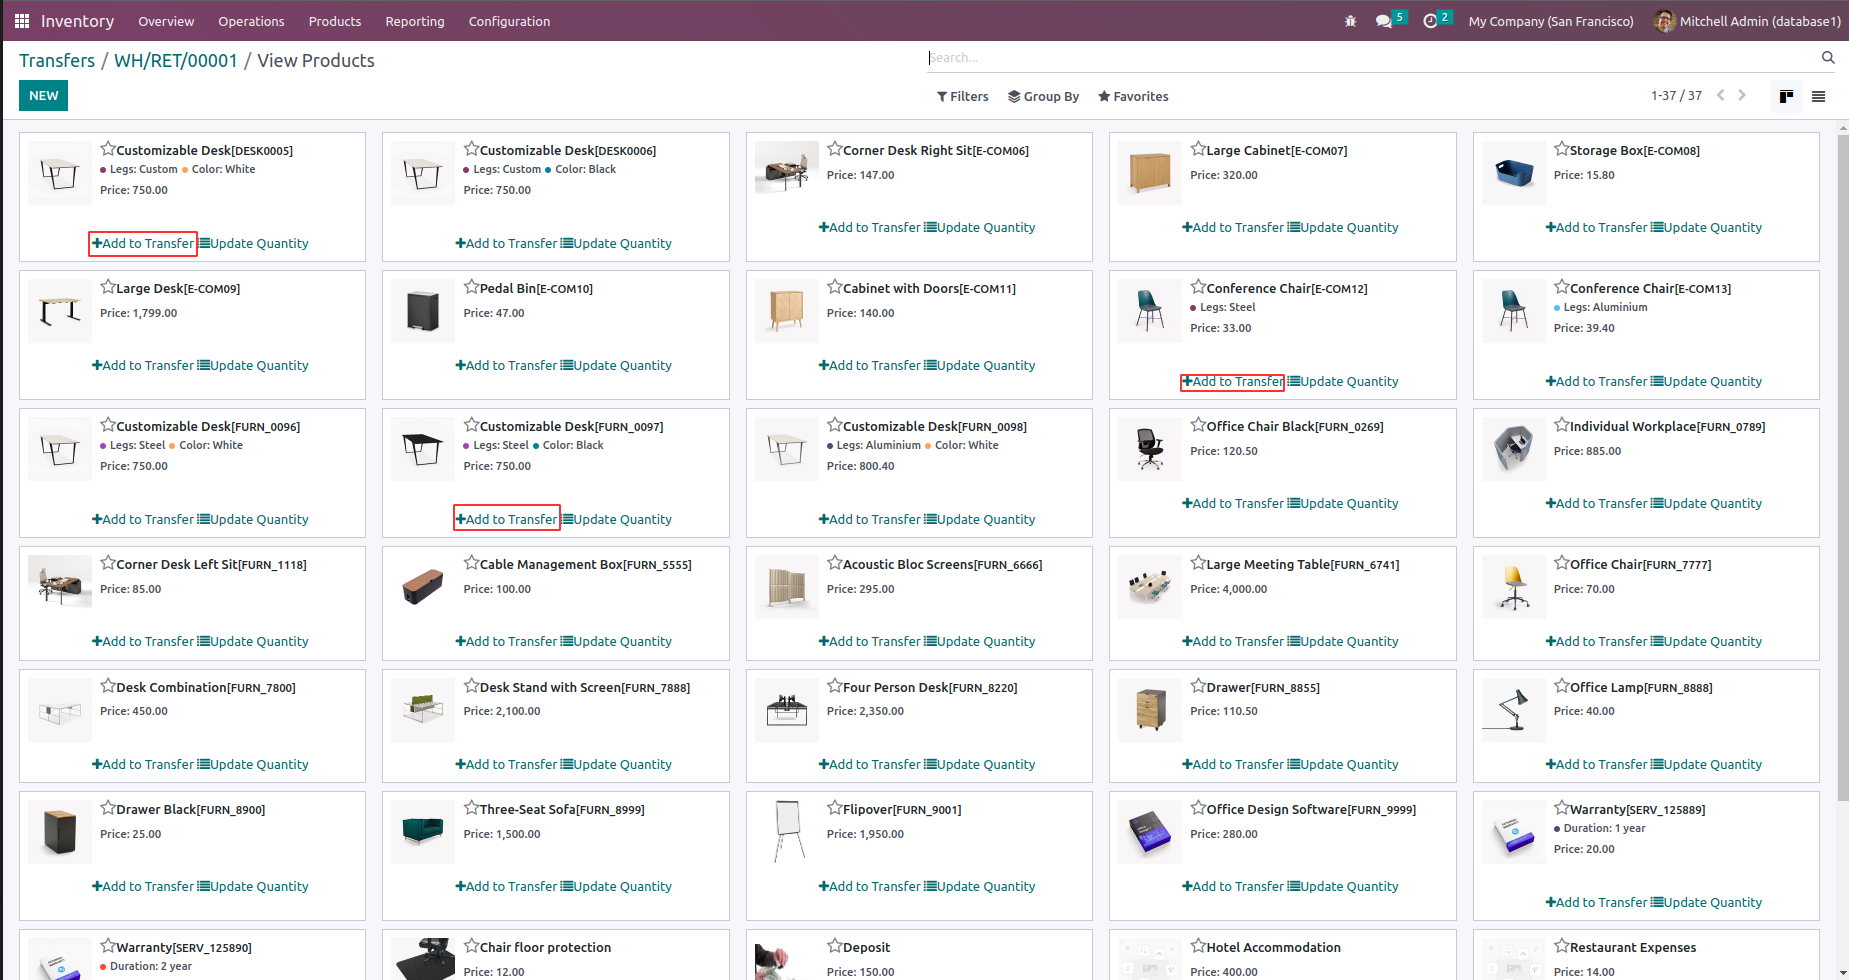 Inventory Overview Operations Products Reporting Configuration 5 2 My Company (San Francisco) Mitchell Admin (database1)
Transfers / WH/RET/00001 / View Products
Search...
NEW
Filters Group By Favorites
1-37 / 37
Customizable Desk[DESK0005]
Legs: Custom Color: White
Price: 750.00
Add to Transfer Update Quantity
Customizable Desk[DESK0006]
Legs: Custom Color: Black
Price: 750.00
Add to Transfer Update Quantity
Corner Desk Right Sit[E-COM06]
Price: 147.00
Add to Transfer Update Quantity
Large Cabinet[E-COM07]
Price: 320.00
Add to Transfer Update Quantity
Storage Box[E-COM08]
Price: 15.80
Add to Transfer Update Quantity
Large Desk[E-COM09]
Price: 1,799.00
Add to Transfer Update Quantity
Pedal Bin[E-COM10]
Price: 47.00
Add to Transfer Update Quantity
Cabinet with Doors[E-COM11]
Price: 140.00
Add to Transfer Update Quantity
Conference Chair[E-COM12]
Legs: Steel
Price: 33.00
Add to Transfer Update Quantity
Conference Chair[E-COM13]
Legs: Aluminium
Price: 39.40
Add to Transfer Update Quantity
Customizable Desk[FURN_0096]
Legs: Steel Color: White
Price: 750.00
Add to Transfer Update Quantity
Customizable Desk[FURN_0097]
Legs: Steel Color: Black
Price: 750.00
Add to Transfer Update Quantity
Customizable Desk[FURN_0098]
Legs: Aluminium Color: White
Price: 800.40
Add to Transfer Update Quantity
Office Chair Black[FURN_0269]
Price: 120.50
Add to Transfer Update Quantity
Individual Workplace[FURN_0789]
Price: 885.00
Add to Transfer Update Quantity
Corner Desk Left Sit[FURN_1118]
Price: 85.00
Add to Transfer Update Quantity
Cable Management Box[FURN_5555]
Price: 100.00
Add to Transfer Update Quantity
Acoustic Bloc Screens[FURN_6666]
Price: 295.00
Add to Transfer Update Quantity
Large Meeting Table[FURN_6741]
Price: 4,000.00
Add to Transfer Update Quantity
Office Chair[FURN_7777]
Price: 70.00
Add to Transfer Update Quantity
Desk Combination[FURN_7800]
Price: 450.00
Add to Transfer Update Quantity
Desk Stand with Screen[FURN_7888]
Price: 2,100.00
Add to Transfer Update Quantity
Four Person Desk[FURN_8220]
Price: 2,350.00
Add to Transfer Update Quantity
Drawer[FURN_8855]
Price: 110.50
Add to Transfer Update Quantity
Office Lamp[FURN_8888]
Price: 40.00
Add to Transfer Update Quantity
Drawer Black[FURN_8900]
Price: 25.00
Add to Transfer Update Quantity
Three-Seat Sofa[FURN_8999]
Price: 1,500.00
Add to Transfer Update Quantity
Flipover[FURN_9001]
Price: 1,950.00
Add to Transfer Update Quantity
Office Design Software[FURN_9999]
Price: 280.00
Add to Transfer Update Quantity
Warranty[SERV_125889]
Duration: 1 year
Price: 20.00
Add to Transfer Update Quantity
Warranty[SERV_125890]
Duration: 2 year
Chair floor protection
Price: 12.00
Deposit
Price: 150.00
Hotel Accommodation
Price: 400.00
Restaurant Expenses
Price: 14.00